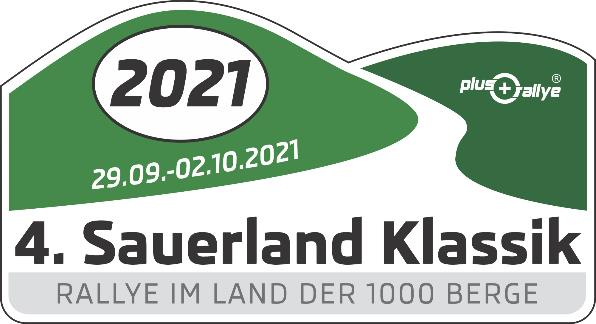 2021
plus+rallye®
29.09.-02.10.2021
4. Sauerland Klassik
RALLYE IM LAND DER 1000 BERGE